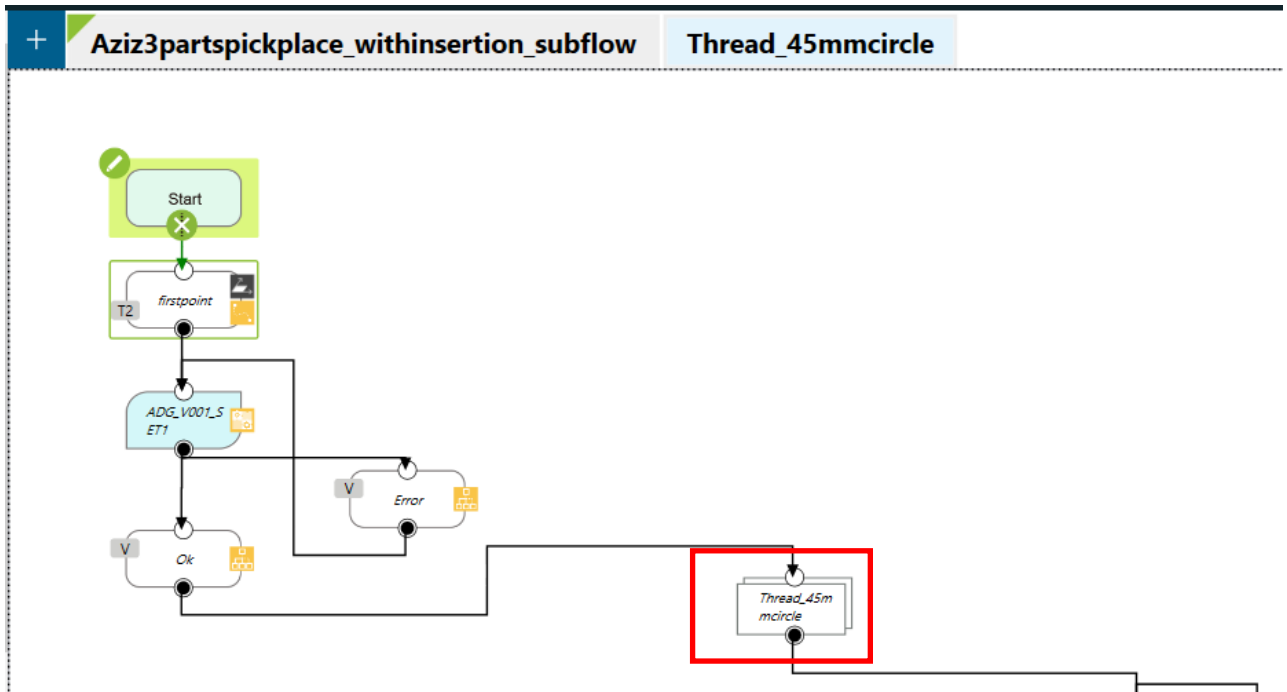 +
Aziz3partspickplace_withinsertion_subflow
Thread_45mmcircle
Start
firstpoint
T2
ADG_V001_S
ET1
V
Error
V
Ok
Thread_45m
mcircle